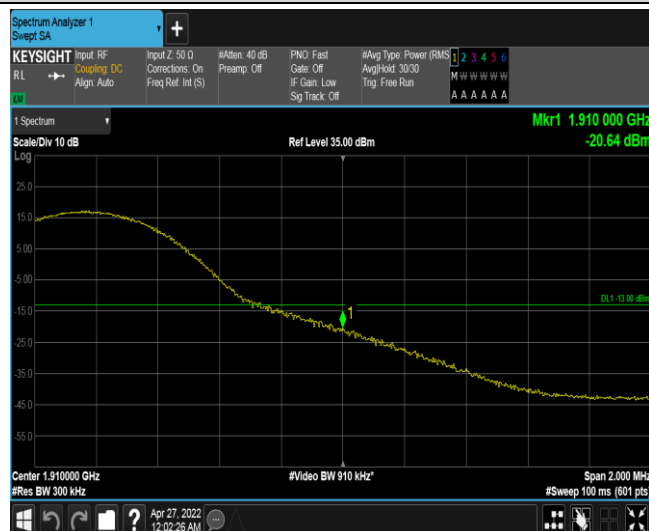 Spectrum Analyzer 1
Swept SA
+
KEYSIGHT Input: RF Input Z: 50 Ω #Atten: 40 dB PNO: Fast #Avg Type: Power (RMS 1 2 3 4 5 6
RL Coupling: DC Corrections: On Preamp: Off Gate: Off Avg|Hold: 30/30 M W W W W W
Align: Auto Freq Ref: Int (S) IF Gain: Low Trig: Free Run
Sig Track: Off A A A A A A
1 Spectrum Mkr1 1.910 000 GHz
Scale/Div 10 dB Ref Level 35.00 dBm -20.64 dBm
Log
25.0
15.0
5.00
-5.00
DL1 -13.00 dBm
-15.0 1
-25.0
-35.0
-45.0
-55.0
Center 1.910000 GHz #Video BW 910 kHz* Span 2.000 MHz
#Res BW 300 kHz #Sweep 100 ms (601 pts)
? Apr 27, 2022
12:02:26 AM